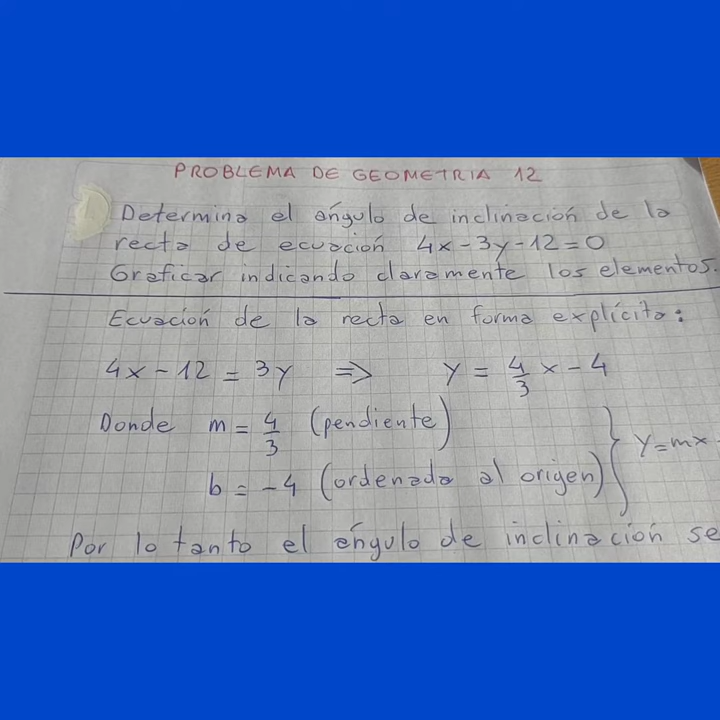 PROBLEMA DE GEOMETRIA 12
Determina el ángulo de inclinación de la
recta de ecuación 4x-3y-12=0
Graficar indicando claramente los elementos.
Ecuación de la recta en forma explícita:
4x-12 = 3y ⇒ y = 4/3 x - 4
Donde m = 4/3 (pendiente)
b = -4 (ordenada al origen) } y=mx
Por lo tanto el ángulo de inclinación se